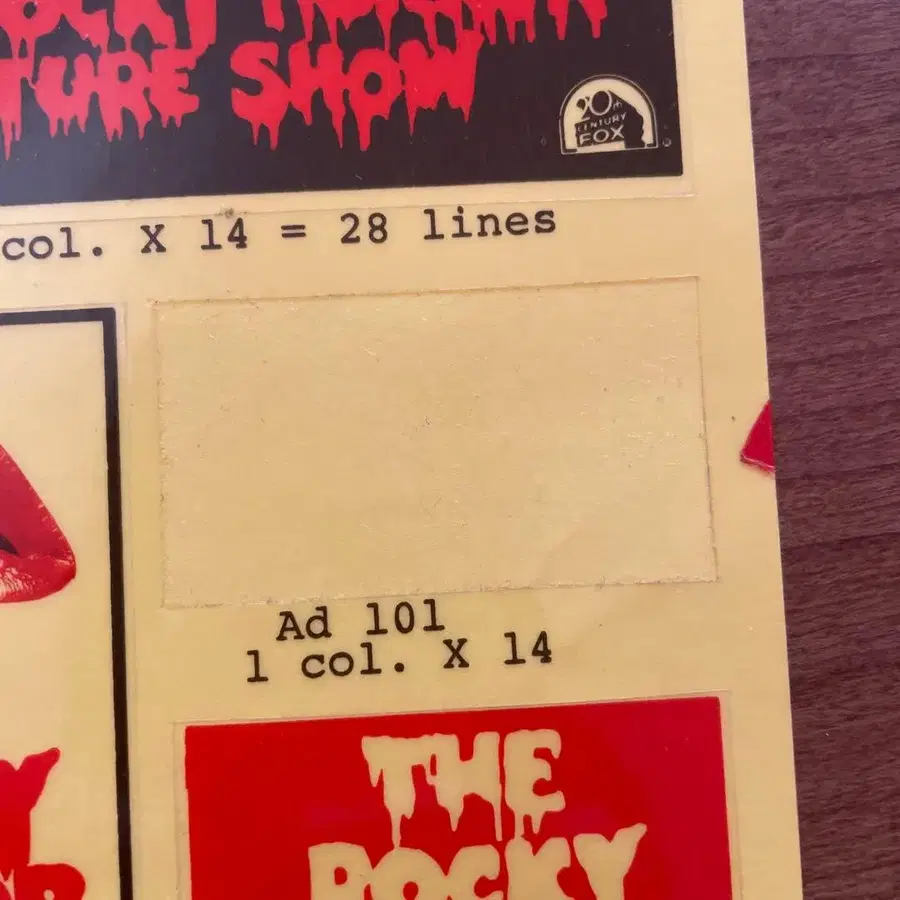 TURE SHOW
20th
CENTURY
FOX
col. X 14 = 28 lines
Ad 101
1 col. X 14
THE
ROCKY